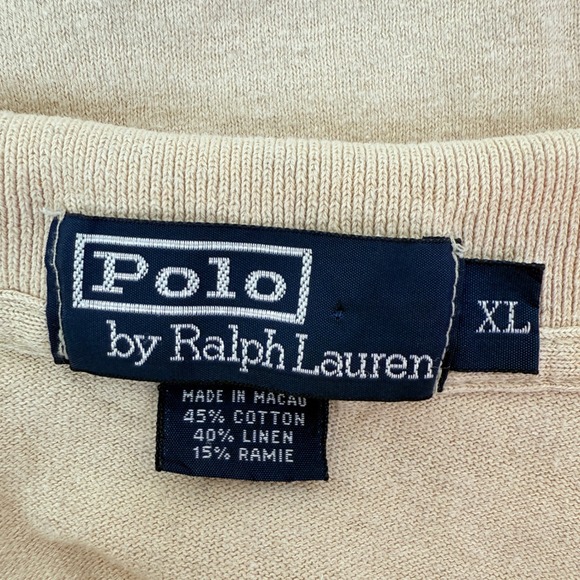 Polo
by Ralph Lauren
XL
MADE IN MACAU
45% COTTON
40% LINEN
15% RAMIE